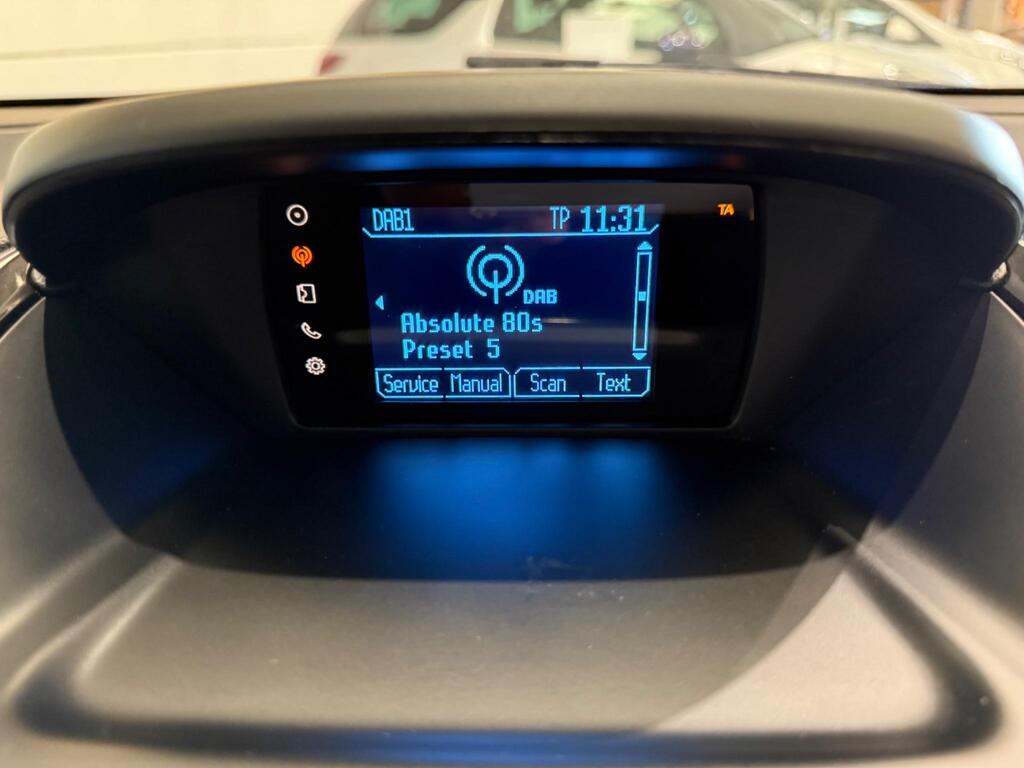 DAB1 TP 11:31 TA
DAB
Absolute 80s
Preset 5
Service Manual Scan Text